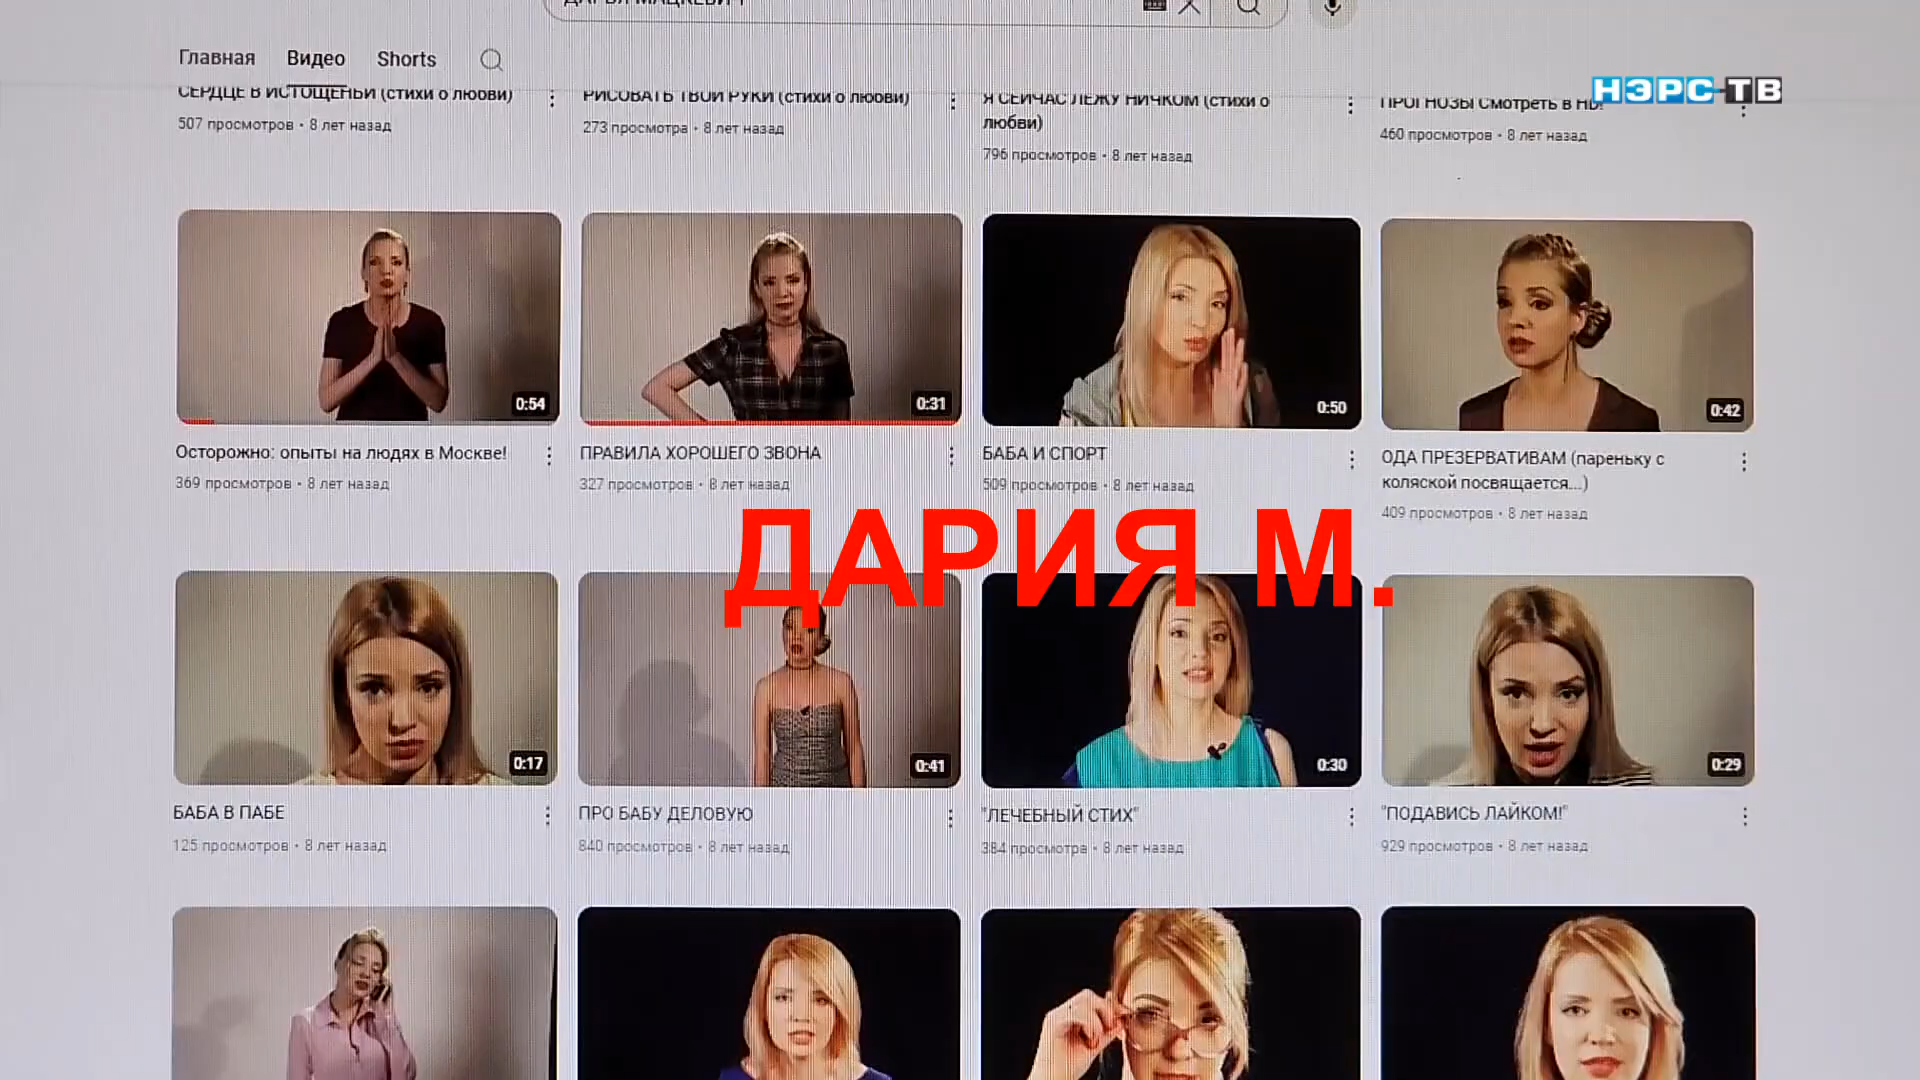 Главная Видео Shorts
НЭРС-ТВ
СЕРДЦЕ В ИСТОЩЕНЬИ (стихи о любви)
507 просмотров • 8 лет назад
РИСОВАТЬ ТВОИ РУКИ (стихи о любви)
273 просмотра • 8 лет назад
Я СЕЙЧАС ЛЕЖУ НИЧКОМ (стихи о
любви)
796 просмотров • 8 лет назад
ПРОГНОЗЫ Смотреть в HD!
460 просмотров • 8 лет назад
0:54
0:31
0:50
0:42
Осторожно: опыты на людях в Москве!
369 просмотров • 8 лет назад
ПРАВИЛА ХОРОШЕГО ЗВОНА
327 просмотров • 8 лет назад
БАБА И СПОРТ
509 просмотров • 8 лет назад
ОДА ПРЕЗЕРВАТИВАМ (пареньку с
коляской посвящается...)
409 просмотров • 8 лет назад
ДАРИЯ М.
0:17
0:41
0:30
0:29
БАБА В ПАБЕ
125 просмотров • 8 лет назад
ПРО БАБУ ДЕЛОВУЮ
840 просмотров • 8 лет назад
"ЛЕЧЕБНЫЙ СТИХ"
384 просмотра • 8 лет назад
"ПОДАВИСЬ ЛАЙКОМ!"
929 просмотров • 8 лет назад